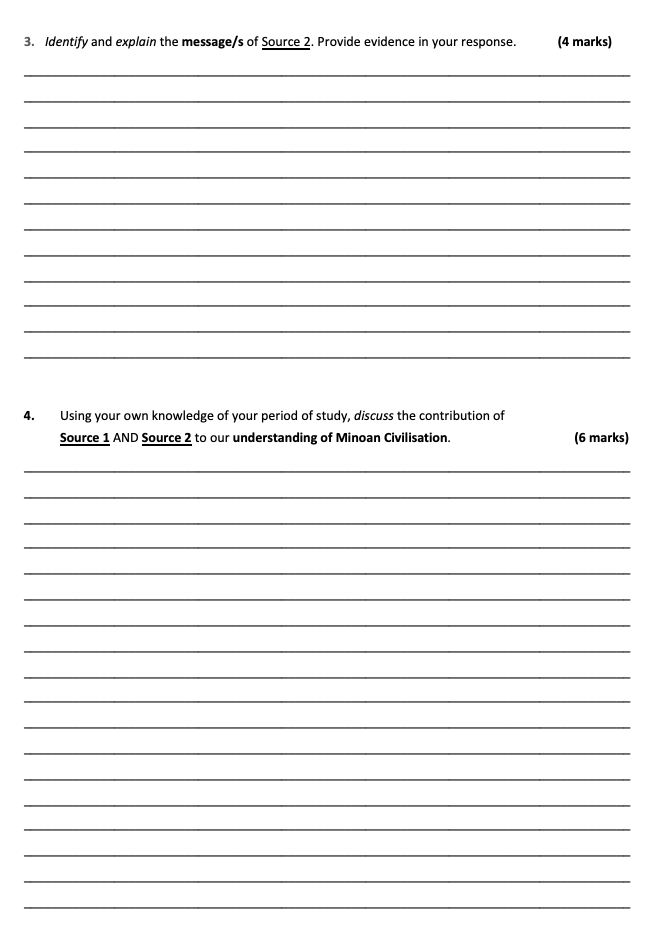 3. Identify and explain the message/s of Source 2. Provide evidence in your response. (4 marks)
4. Using your own knowledge of your period of study, discuss the contribution of
Source 1 AND Source 2 to our understanding of Minoan Civilisation. (6 marks)